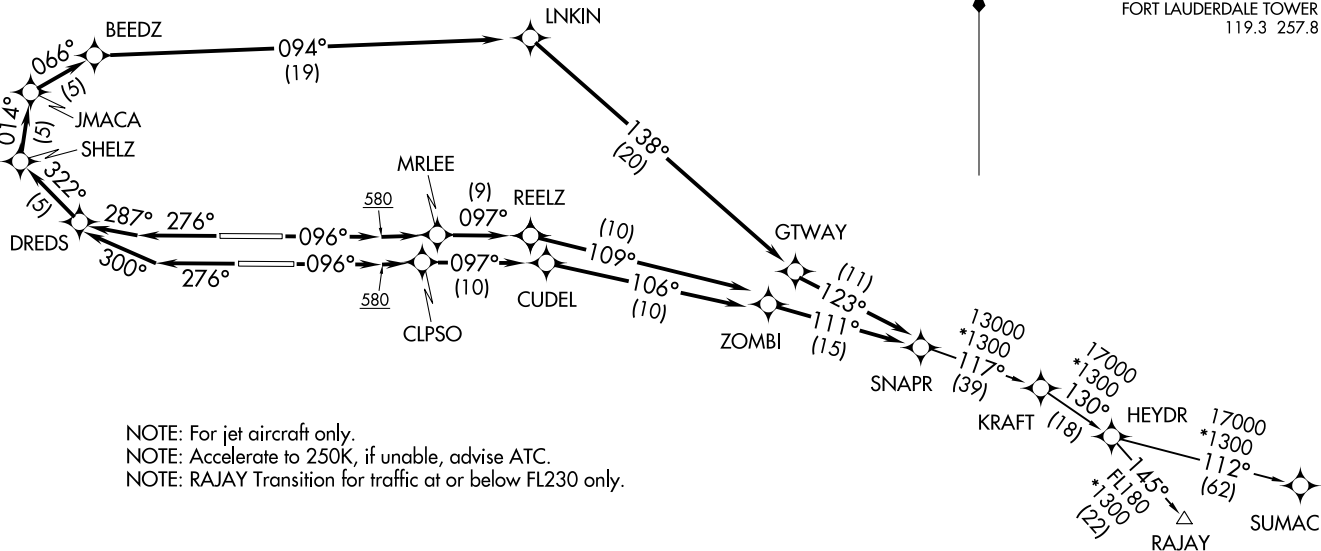 FORT LAUDERDALE TOWER
119.3 257.8
LNKIN
BEEDZ
066°
(5)
094°
(19)
JMACA
014°
(5)
SHELZ
322°
(5)
138°
(20)
MRLEE
(9)
REELZ
580
097°
(10)
109°
GTWAY
DREDS
287°
276°
096°
300°
276°
096°
580
097°
(10)
CUDEL
106°
(10)
CLPSO
(11)
123°
ZOMBI
111°
(15)
SNAPR
13000
*1300
117°
(39)
KRAFT
17000
*1300
130°
(18)
HEYDR
17000
*1300
112°
(62)
SUMAC
145°
FL180
*1300
(22)
RAJAY
NOTE: For jet aircraft only.
NOTE: Accelerate to 250K, if unable, advise ATC.
NOTE: RAJAY Transition for traffic at or below FL230 only.